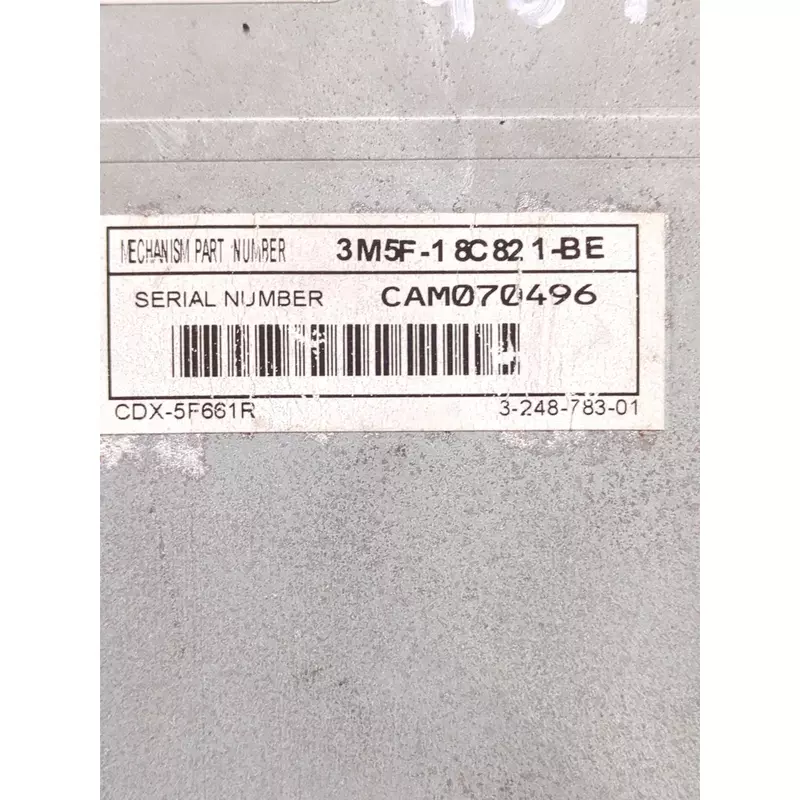 MECHANISM PART NUMBER 3M5F-18C821-BE
SERIAL NUMBER CAM070496
CDX-5F661R 3-248-783-01